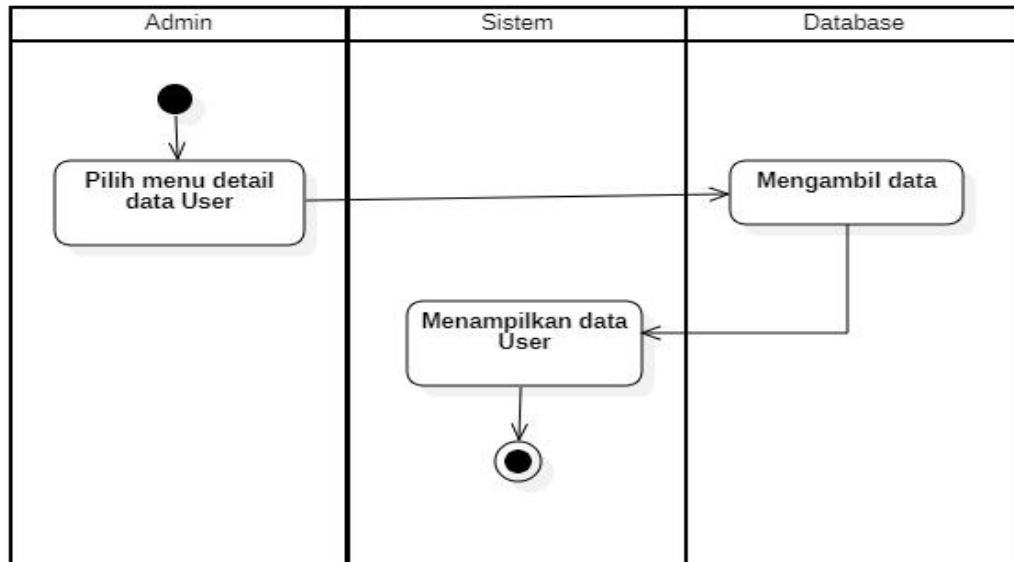 Admin
Sistem
Database
Pilih menu detail
data User
Mengambil data
Menampilkan data
User